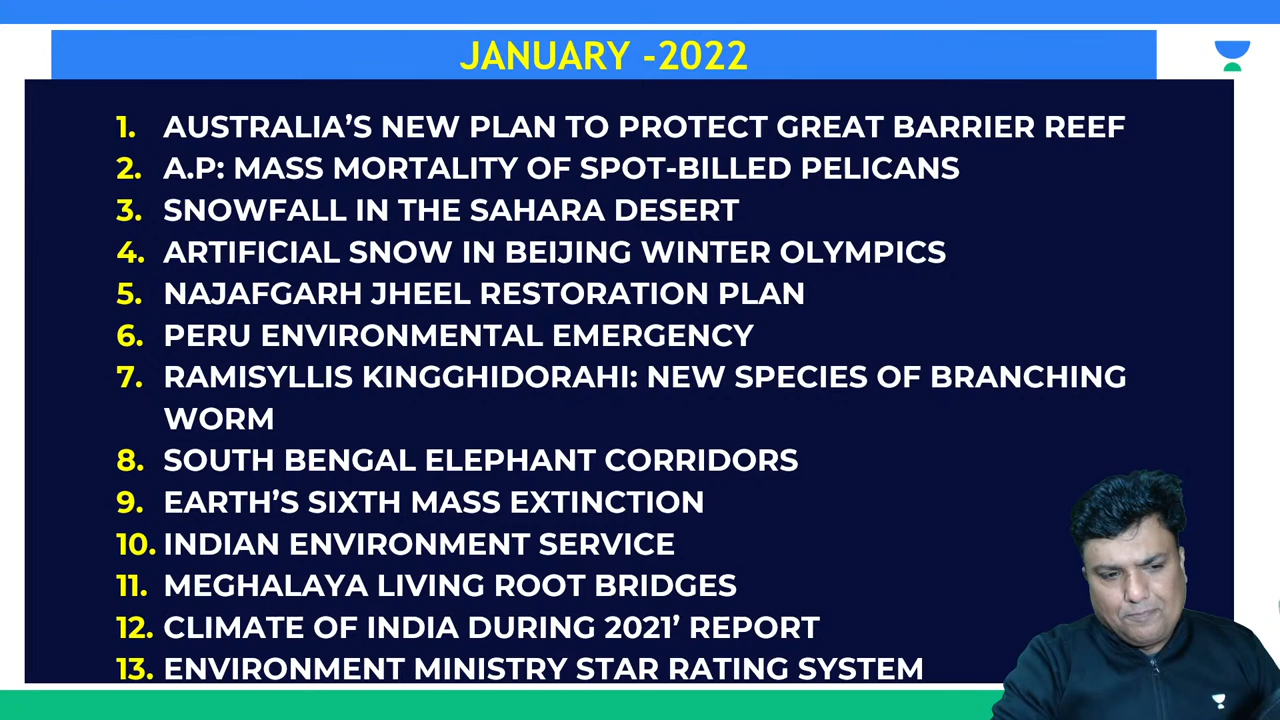 JANUARY -2022
1. AUSTRALIA’S NEW PLAN TO PROTECT GREAT BARRIER REEF
2. A.P: MASS MORTALITY OF SPOT-BILLED PELICANS
3. SNOWFALL IN THE SAHARA DESERT
4. ARTIFICIAL SNOW IN BEIJING WINTER OLYMPICS
5. NAJAFGARH JHEEL RESTORATION PLAN
6. PERU ENVIRONMENTAL EMERGENCY
7. RAMISYLLIS KINGGHIDORAHI: NEW SPECIES OF BRANCHING
WORM
8. SOUTH BENGAL ELEPHANT CORRIDORS
9. EARTH’S SIXTH MASS EXTINCTION
10. INDIAN ENVIRONMENT SERVICE
11. MEGHALAYA LIVING ROOT BRIDGES
12. CLIMATE OF INDIA DURING 2021’ REPORT
13. ENVIRONMENT MINISTRY STAR RATING SYSTEM